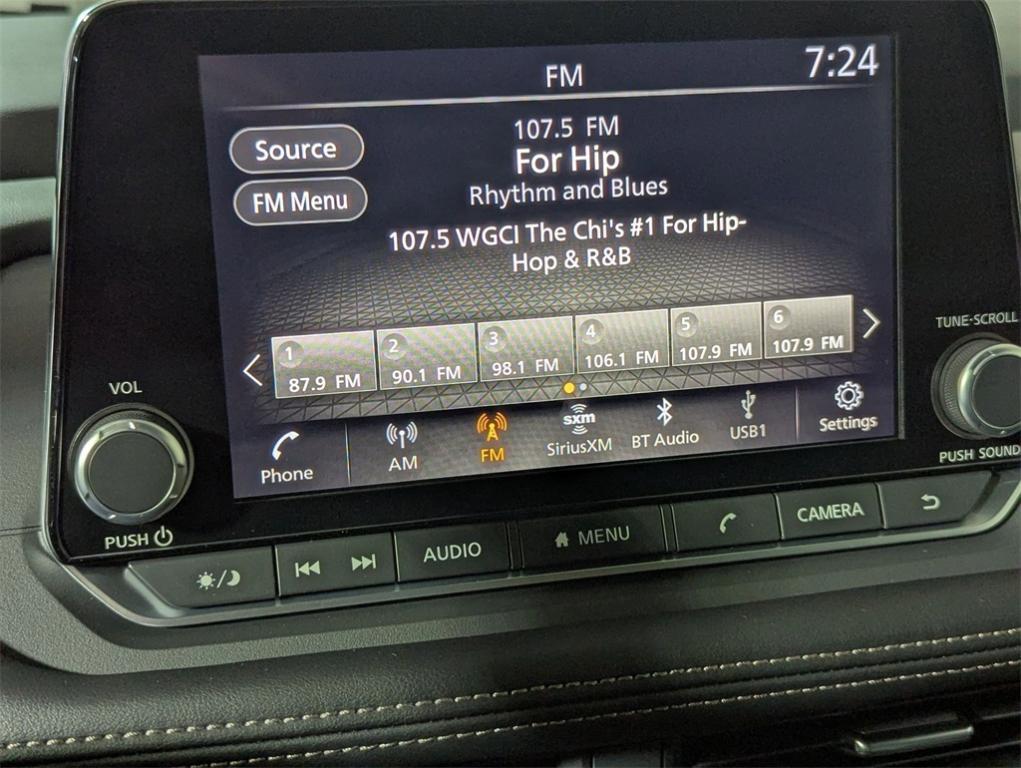 FM
7:24
Source
FM Menu
107.5 FM
For Hip
Rhythm and Blues
107.5 WGCI The Chi's #1 For Hip-
Hop & R&B
1
87.9 FM
2
90.1 FM
3
98.1 FM
4
106.1 FM
5
107.9 FM
6
107.9 FM
Phone
AM
A
FM
sxm
SiriusXM
BT Audio
USB1
Settings
VOL
PUSH
TUNE·SCROLL
PUSH SOUND
AUDIO
MENU
CAMERA